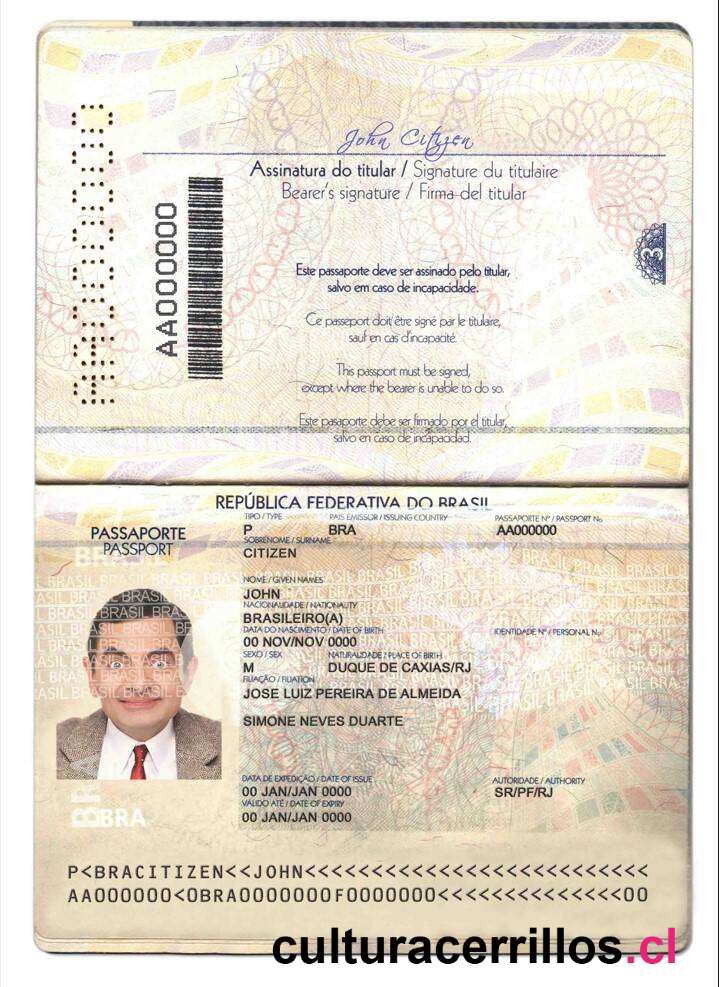 AA000000
AA000000
John Citizen
Assinatura do titular / Signature du titulaire
Bearer's signature / Firma del titular
3
Este passaporte deve ser assinado pelo titular,
salvo em caso de incapacidade.
Ce passeport doit être signé par le titulaire,
sauf en cas d'incapacité.
This passport must be signed,
except where the bearer is unable to do so.
Este pasaporte debe ser firmado por el titular,
salvo en caso de incapacidad.
REPÚBLICA FEDERATIVA DO BRASIL
PASSAPORTE
PASSPORT
TIPO / TYPE PAÍS EMISSOR / ISSUING COUNTRY PASSAPORTE Nº / PASSPORT No
P BRA AA000000
SOBRENOME / SURNAME
CITIZEN
NOME / GIVEN NAMES
JOHN
NACIONALIDADE / NATIONALITY
BRASILEIRO(A)
DATA DO NASCIMENTO / DATE OF BIRTH IDENTIDADE Nº / PERSONAL No
00 NOV/NOV 0000
SEXO / SEX NATURALIDADE / PLACE OF BIRTH
M DUQUE DE CAXIAS/RJ
FILIAÇÃO / FILIATION
JOSE LUIZ PEREIRA DE ALMEIDA
SIMONE NEVES DUARTE
DATA DE EXPEDIÇÃO / DATE OF ISSUE AUTORIDADE / AUTHORITY
00 JAN/JAN 0000 SR/PF/RJ
VÁLIDO ATÉ / DATE OF EXPIRY
00 JAN/JAN 0000
BRA
P<BRACITIZEN<<JOHN<<<<<<<<<<<<<<<<<<<<<<<<<<
AA000000<0BRA0000000F0000000<<<<<<<<<<<<<<00
culturacerrillos.cl